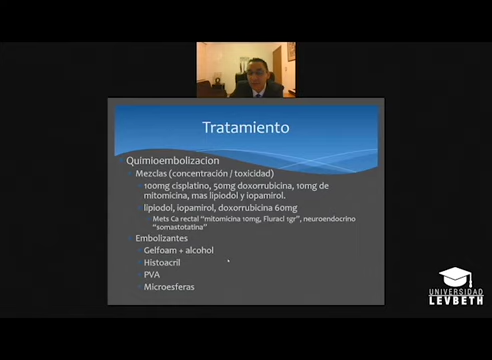 Tratamiento
Quimioembolizacion
Mezclas (concentración / toxicidad)
100mg cisplatino, 50mg doxorrubicina, 10mg de
mitomicina, mas lipiodol y iopamirol.
lipiodol, iopamirol, doxorrubicina 60mg
Mets Ca rectal “mitomicina 10mg, Fluracl 1gr”, neuroendocrino
“somastotatina”
Embolizantes
Gelfoam + alcohol
Histoacril
PVA
Microesferas
UNIVERSIDAD
LEVBETH